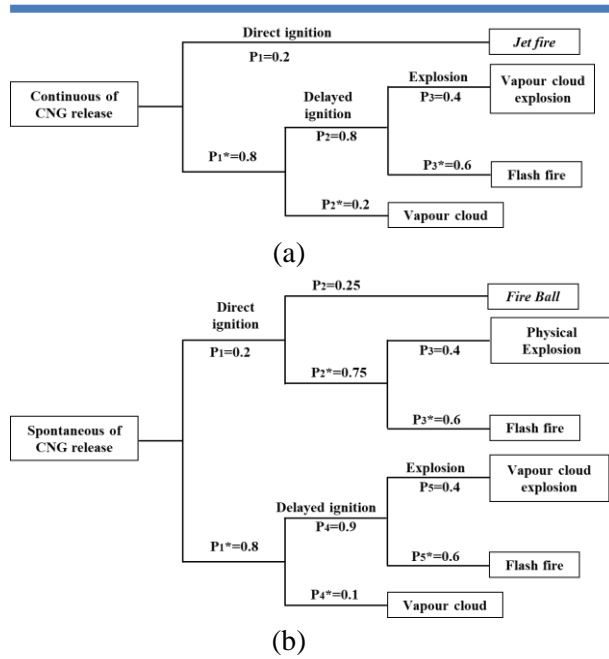 Direct ignition
Jet fire
P1=0.2
Explosion
Vapour cloud
explosion
Continuous of
CNG release
Delayed
ignition
P3=0.4
P2=0.8
P1*=0.8
P3*=0.6
Flash fire
P2*=0.2
Vapour cloud
(a)
P2=0.25
Fire Ball
Direct
ignition
Physical
Explosion
P1=0.2
P3=0.4
P2*=0.75
P3*=0.6
Flash fire
Spontaneous of
CNG release
Explosion
Vapour cloud
explosion
P5=0.4
Delayed ignition
P4=0.9
P1*=0.8
P5*=0.6
Flash fire
P4*=0.1
Vapour cloud
(b)